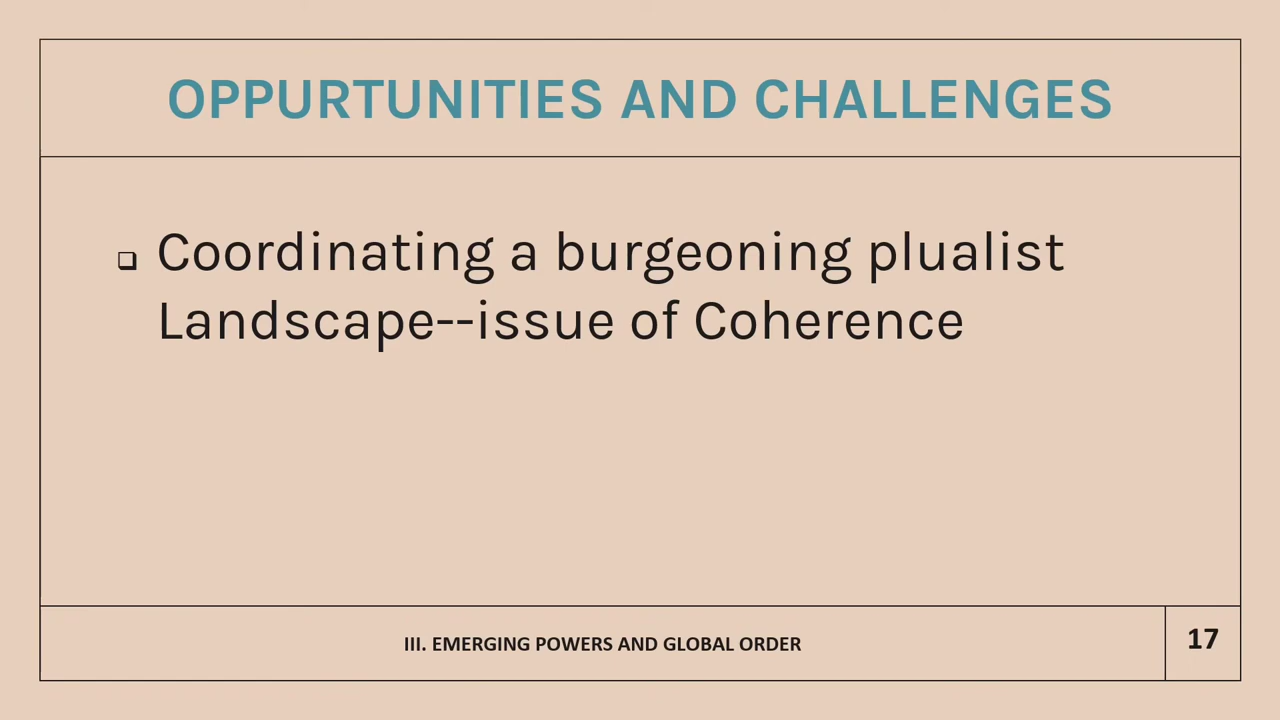 OPPURTUNITIES AND CHALLENGES
❑ Coordinating a burgeoning plualist
Landscape--issue of Coherence
III. EMERGING POWERS AND GLOBAL ORDER
17